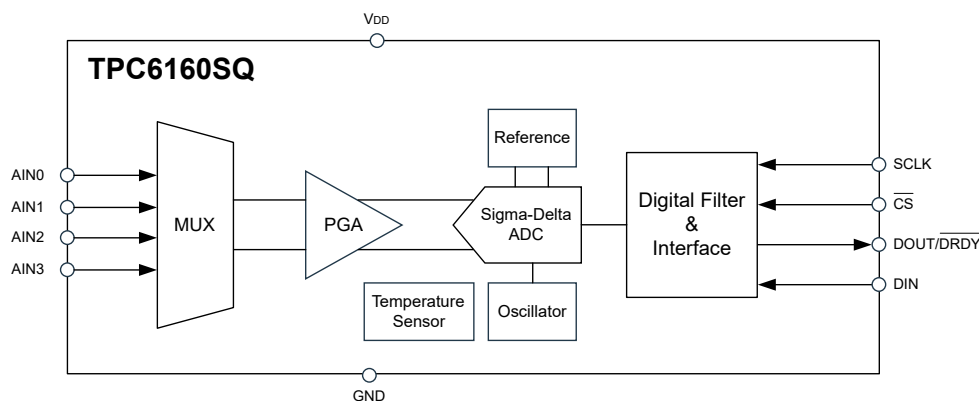 VDD
TPC6160SQ
Reference
AIN0
AIN1
AIN2
AIN3
MUX
PGA
Sigma-Delta
ADC
Digital Filter
&
Interface
SCLK
CS
DOUT/DRDY
DIN
Temperature
Sensor
Oscillator
GND